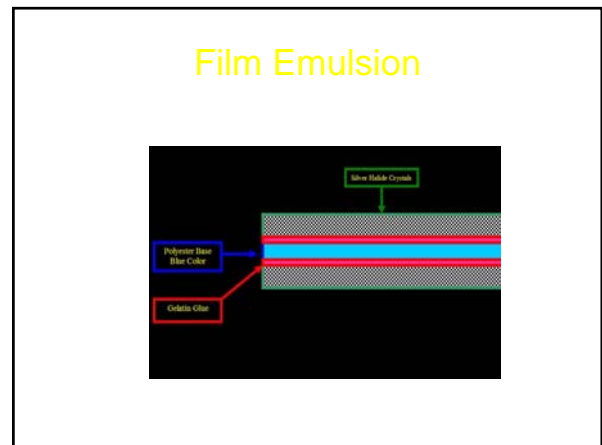 Film Emulsion
Silver Halide Crystals
Polyester Base
Blue Color
Gelatin Glue